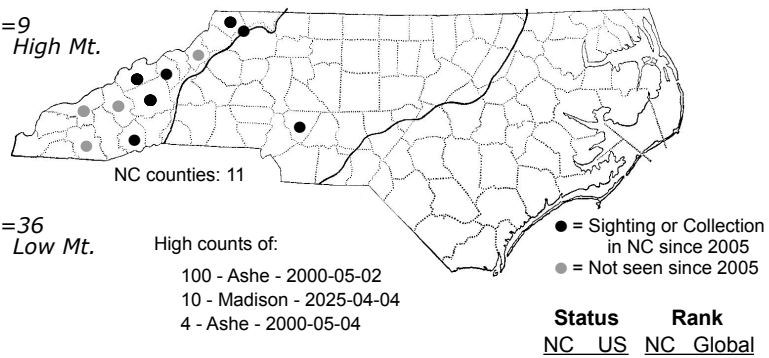 =9
High Mt.
NC counties: 11
=36
Low Mt.
High counts of:
100 - Ashe - 2000-05-02
10 - Madison - 2025-04-04
4 - Ashe - 2000-05-04
= Sighting or Collection
in NC since 2005
= Not seen since 2005
Status Rank
NC US NC Global